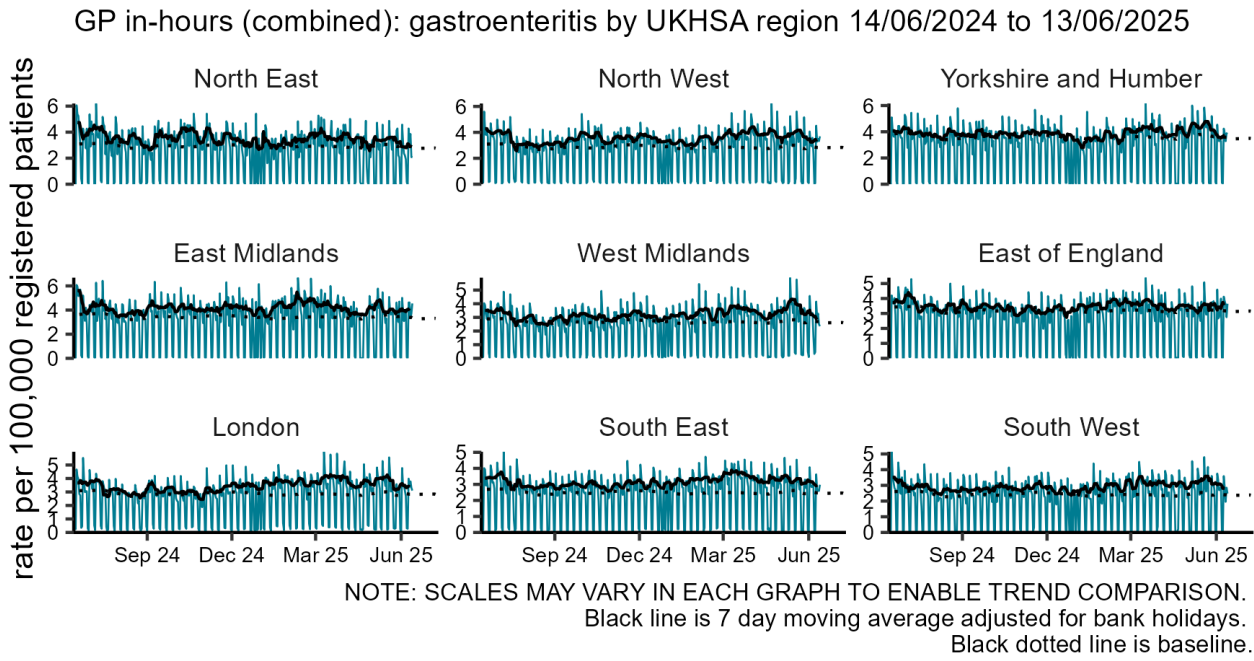 GP in-hours (combined): gastroenteritis by UKHSA region 14/06/2024 to 13/06/2025
rate per 100,000 registered patients
North East
6
4
2
0
North West
6
4
2
0
Yorkshire and Humber
6
4
2
0
East Midlands
6
4
2
0
West Midlands
5
4
3
2
1
0
East of England
5
4
3
2
1
0
London
5
4
3
2
1
0
Sep 24 Dec 24 Mar 25 Jun 25
South East
5
4
3
2
1
0
Sep 24 Dec 24 Mar 25 Jun 25
South West
5
4
3
2
1
0
Sep 24 Dec 24 Mar 25 Jun 25
NOTE: SCALES MAY VARY IN EACH GRAPH TO ENABLE TREND COMPARISON.
Black line is 7 day moving average adjusted for bank holidays.
Black dotted line is baseline.